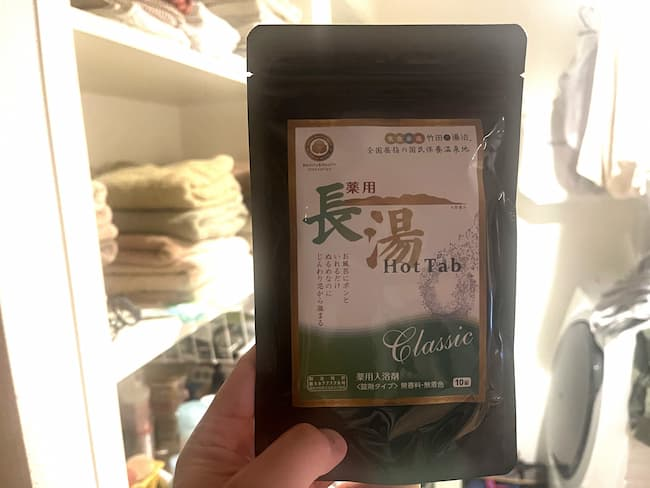 竹田の湯治。
全国屈指の国民保養温泉地
薬用
長湯
HotTab
お風呂にポンと
いれるだけ
ぬるめなのに
じんわり芯から温まる
Classic
薬用入浴剤
〈錠剤タイプ〉無香料・無着色
10錠